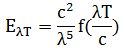 E_λT = c²/λ⁵ f(λT/c)